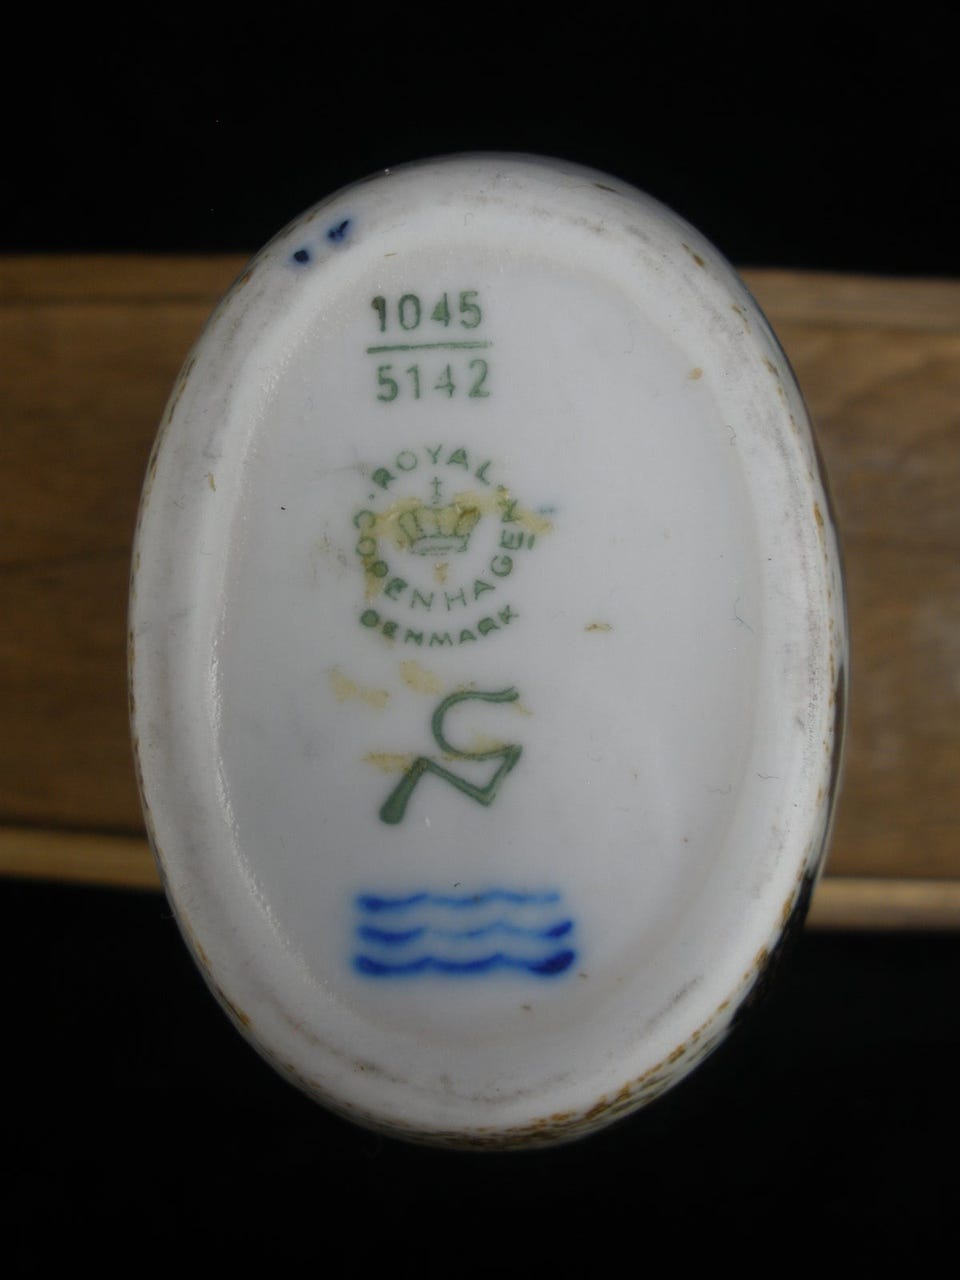 1045
5142
ROYAL COPENHAGEN
DENMARK